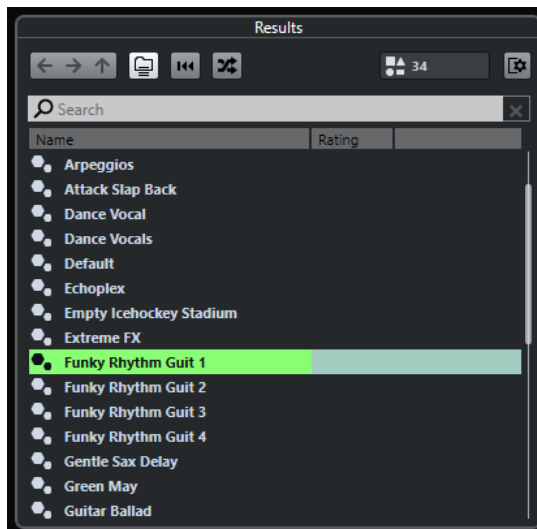 Results
34
Search
Name Rating
Arpeggios
Attack Slap Back
Dance Vocal
Dance Vocals
Default
Echoplex
Empty Icehockey Stadium
Extreme FX
Funky Rhythm Guit 1
Funky Rhythm Guit 2
Funky Rhythm Guit 3
Funky Rhythm Guit 4
Gentle Sax Delay
Green May
Guitar Ballad